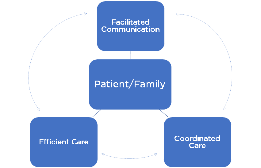 Facilitated
Communication
Patient/Family
Efficient Care
Coordinated
Care